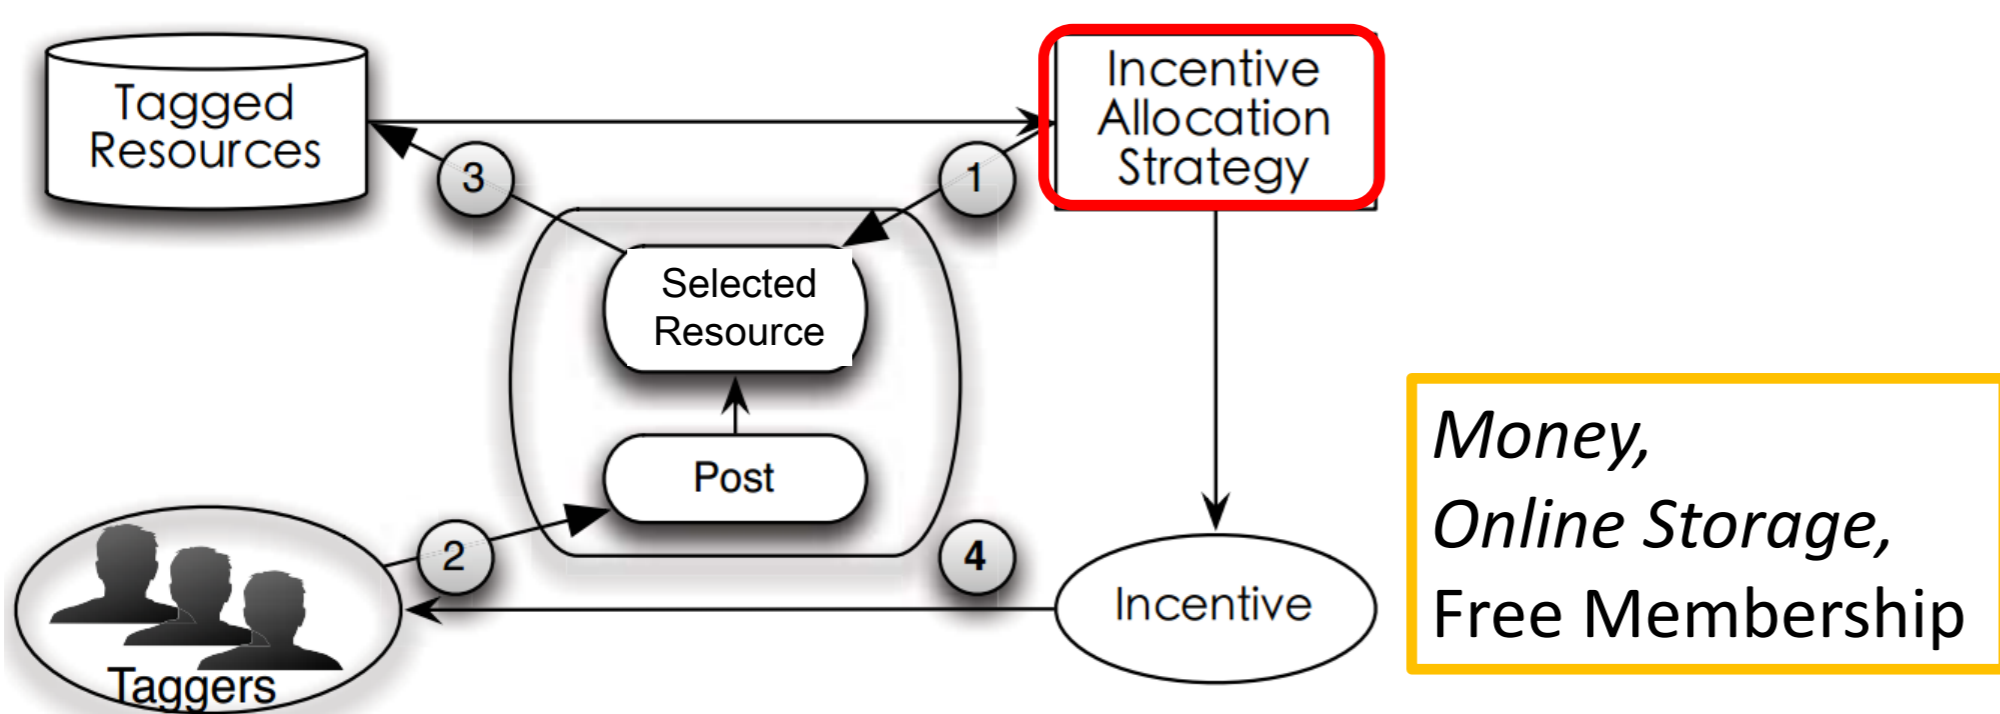 Tagged
Resources
Incentive
Allocation
Strategy
3
1
Selected
Resource
Post
2
4
Taggers
Incentive
Money,
Online Storage,
Free Membership